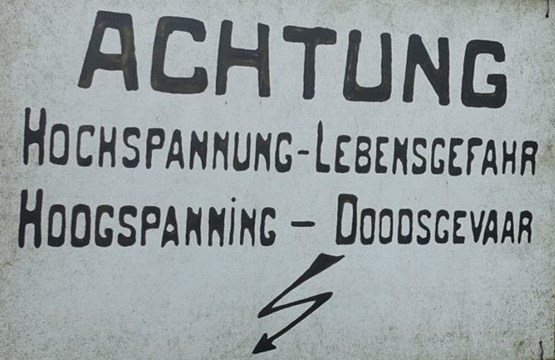 ACHTUNG
HOCHSPANNUNG-LEBENSGEFAHR
HOOGSPANNiNG – DOODSGEVAAR